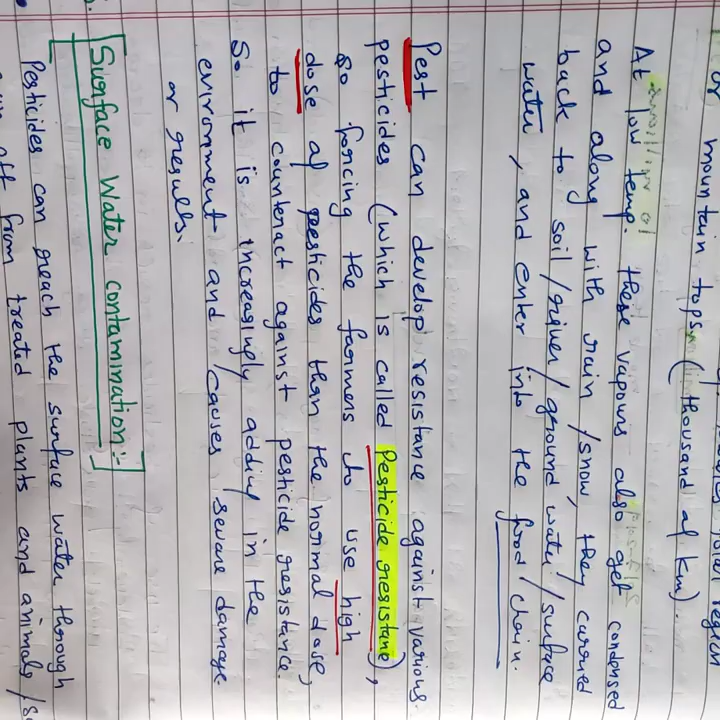 or mountain tops (thousand of km).
At low temp. these vapours also get condensed
and along with rain / snow, they carried
back to soil / river / ground water / surface
water, and enter into the food chain.
Pest can develop resistance against various
pesticides (which is called Pesticide resistance),
so forcing the farmers to use high
dose of pesticides than the normal dose,
to counteract against pesticide resistance.
So it is increasingly adding in the
environment and causes severe damage
or results.
Surface Water contamination:-
Pesticides can reach the surface water through
off from treated plants and animals /